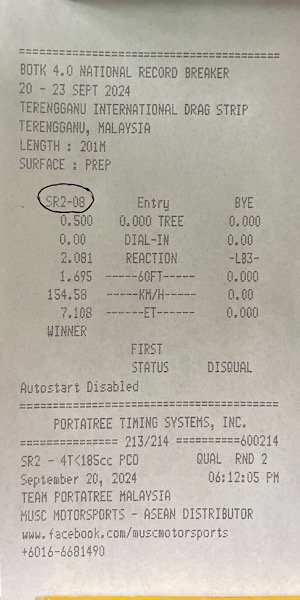 ==========================================
BOTK 4.0 NATIONAL RECORD BREAKER
20 - 23 SEPT 2024
TERENGGANU INTERNATIONAL DRAG STRIP
TERENGGANU, MALAYSIA
LENGTH : 201M
SURFACE : PREP
SR2-08 Entry BYE
0.500 0.000 TREE 0.000
0.00 DIAL-IN 0.00
2.081 REACTION -LB3-
1.695 -----60FT----- 0.000
154.58 -----KM/H----- 0.00
7.108 ------ET------ 0.000
WINNER
FIRST
STATUS DISQUAL
Autostart Disabled
==========================================
PORTATREE TIMING SYSTEMS, INC.
=============== 213/214 ==========600214
SR2 - 4T<185cc PCO QUAL RND 2
September 20, 2024 06:12:05 PM
TEAM PORTATREE MALAYSIA
MUSC MOTORSPORTS - ASEAN DISTRIBUTOR
www.facebook.com/muscmotorsports
+6016-6681490